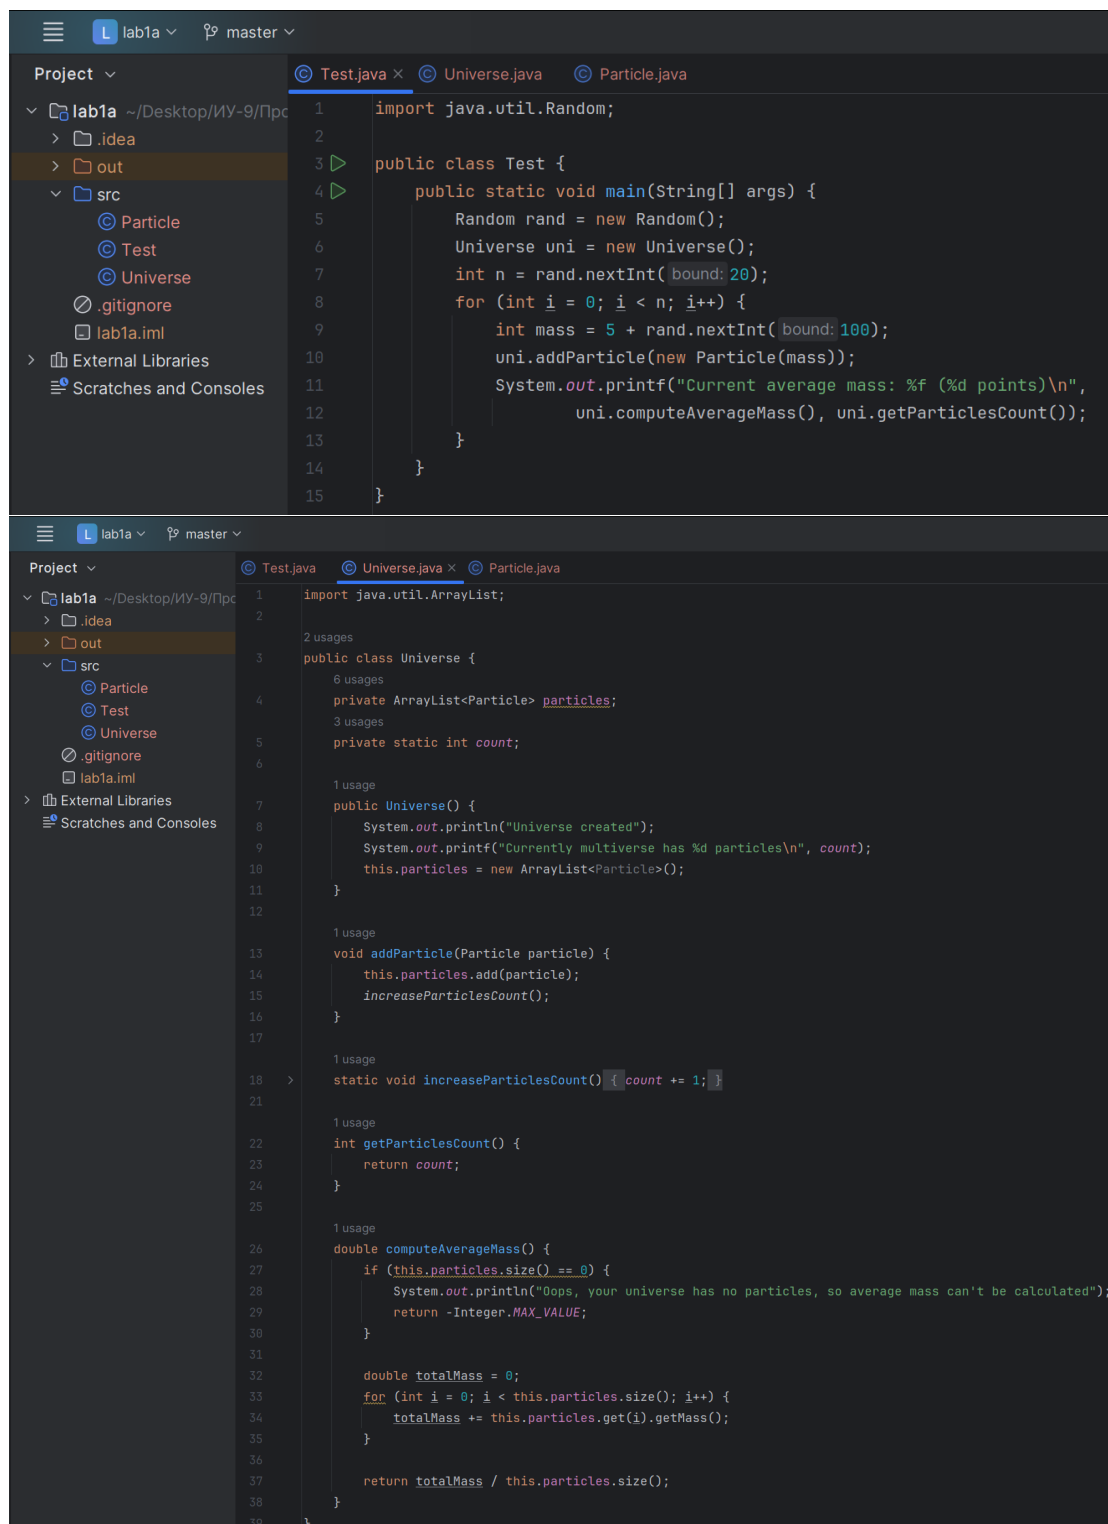 L lab1a master
Project
Test.java Universe.java Particle.java
lab1a ~/Desktop/ИУ-9/Про
.idea
out
src
Particle
Test
Universe
.gitignore
lab1a.iml
External Libraries
Scratches and Consoles
1 import java.util.Random;
2
3 public class Test {
4 public static void main(String[] args) {
5 Random rand = new Random();
6 Universe uni = new Universe();
7 int n = rand.nextInt( bound: 20);
8 for (int i = 0; i < n; i++) {
9 int mass = 5 + rand.nextInt( bound: 100);
10 uni.addParticle(new Particle(mass));
11 System.out.printf("Current average mass: %f (%d points)\n",
12 uni.computeAverageMass(), uni.getParticlesCount());
13 }
14 }
15 }
L lab1a master
Project
Test.java Universe.java Particle.java
lab1a ~/Desktop/ИУ-9/Про
.idea
out
src
Particle
Test
Universe
.gitignore
lab1a.iml
External Libraries
Scratches and Consoles
1 import java.util.ArrayList;
2
2 usages
3 public class Universe {
6 usages
4 private ArrayList<Particle> particles;
3 usages
5 private static int count;
6
1 usage
7 public Universe() {
8 System.out.println("Universe created");
9 System.out.printf("Currently multiverse has %d particles\n", count);
10 this.particles = new ArrayList<Particle>();
11 }
12
1 usage
13 void addParticle(Particle particle) {
14 this.particles.add(particle);
15 increaseParticlesCount();
16 }
17
1 usage
18 static void increaseParticlesCount() { count += 1; }
21
1 usage
22 int getParticlesCount() {
23 return count;
24 }
25
1 usage
26 double computeAverageMass() {
27 if (this.particles.size() == 0) {
28 System.out.println("Oops, your universe has no particles, so average mass can't be calculated");
29 return -Integer.MAX_VALUE;
30 }
31
32 double totalMass = 0;
33 for (int i = 0; i < this.particles.size(); i++) {
34 totalMass += this.particles.get(i).getMass();
35 }
36
37 return totalMass / this.particles.size();
38 }
39 }